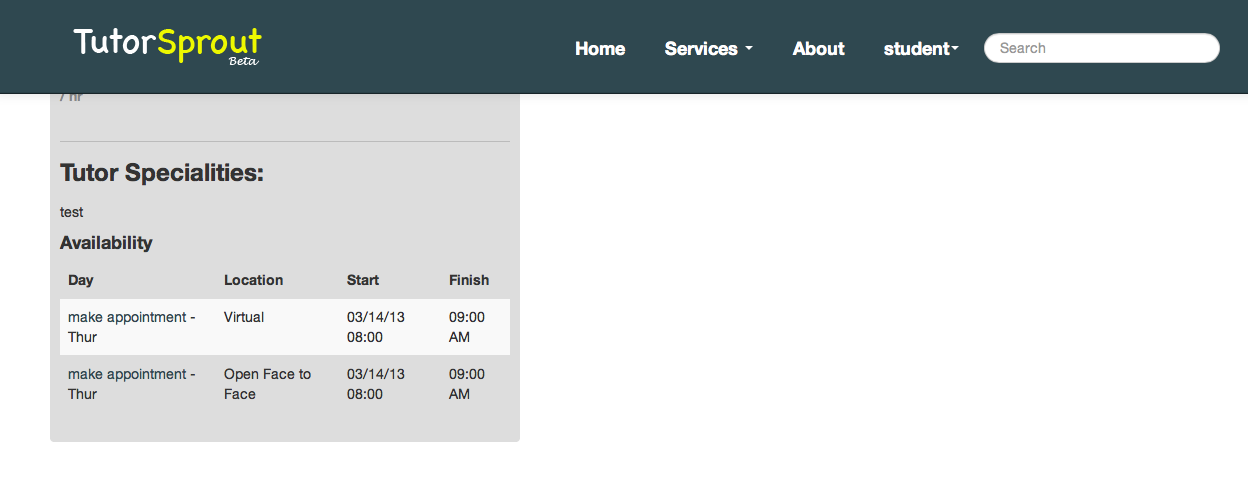 TutorSprout
Beta
Home Services About student Search
/ hr
Tutor Specialities:
test
Availability
Day Location Start Finish
make appointment - Virtual 03/14/13 09:00
Thur 08:00 AM
make appointment - Open Face to 03/14/13 09:00
Thur Face 08:00 AM